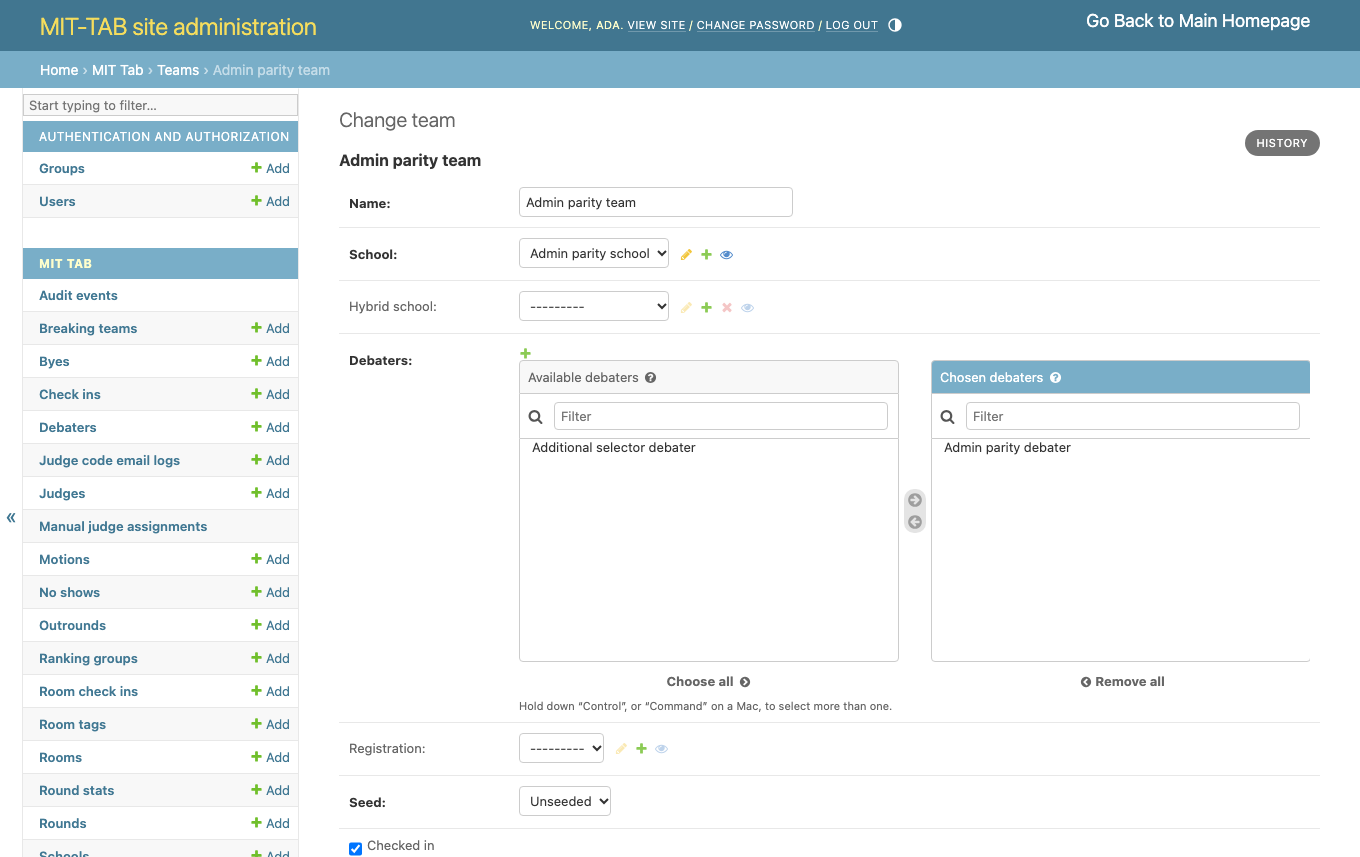 MIT-TAB site administration
WELCOME, ADA. VIEW SITE / CHANGE PASSWORD / LOG OUT
Go Back to Main Homepage
Home › MIT Tab › Teams › Admin parity team
Start typing to filter...
AUTHENTICATION AND AUTHORIZATION
Groups Add
Users Add
MIT TAB
Audit events
Breaking teams Add
Byes Add
Check ins Add
Debaters Add
Judge code email logs Add
Judges Add
Manual judge assignments
Motions Add
No shows Add
Outrounds Add
Ranking groups Add
Room check ins Add
Room tags Add
Rooms Add
Round stats Add
Rounds Add
Schools Add
«
Change team
HISTORY
Admin parity team
Name: Admin parity team
School: Admin parity school
Hybrid school: ---------
Debaters:
Available debaters
Filter
Additional selector debater
Choose all
Chosen debaters
Filter
Admin parity debater
Remove all
Hold down “Control”, or “Command” on a Mac, to select more than one.
Registration: ---------
Seed: Unseeded
Checked in